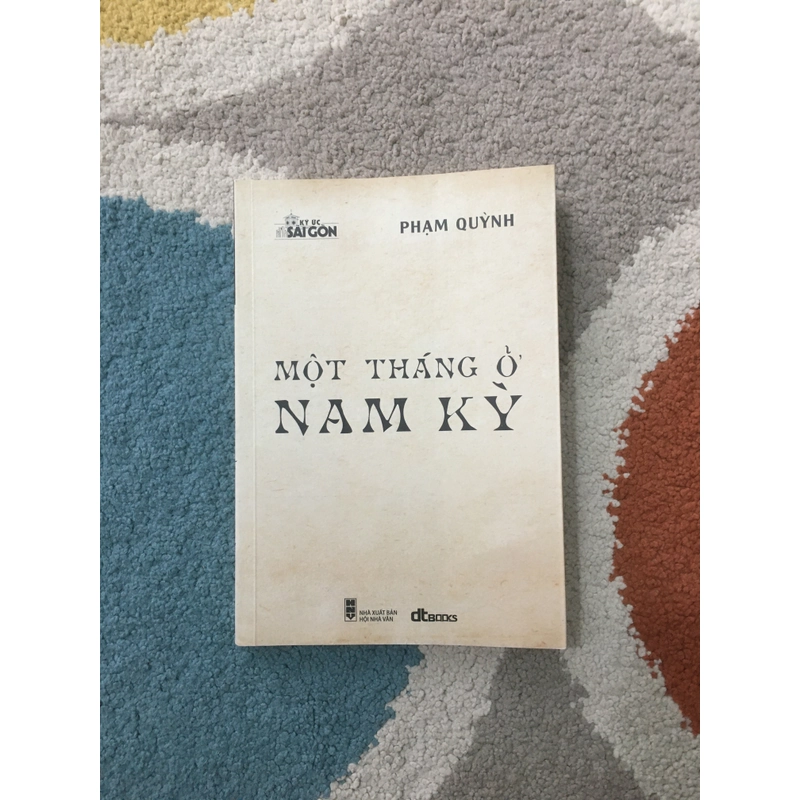 KÝ ỨC
SÀI GÒN
PHẠM QUỲNH
MỘT THÁNG Ở
NAM KỲ
NHÀ XUẤT BẢN
HỘI NHÀ VĂN
dtBOOKS